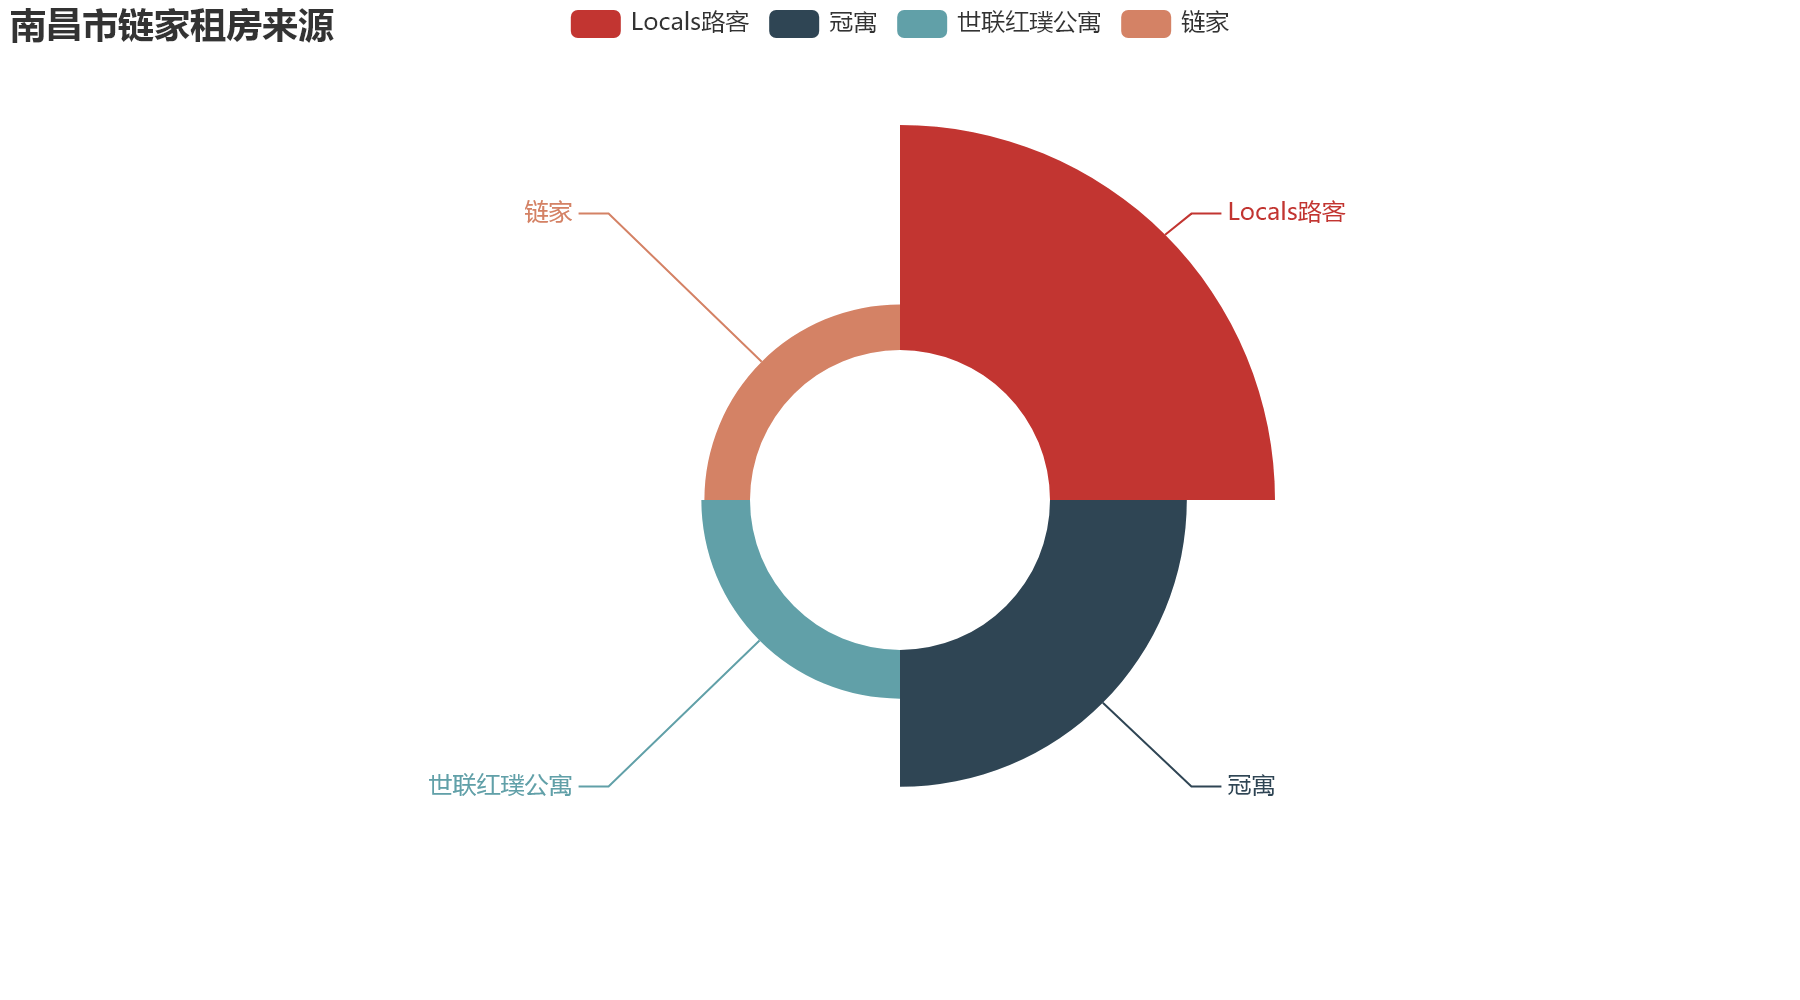 南昌市链家租房来源
Locals路客
冠寓
世联红璞公寓
链家
链家
Locals路客
世联红璞公寓
冠寓